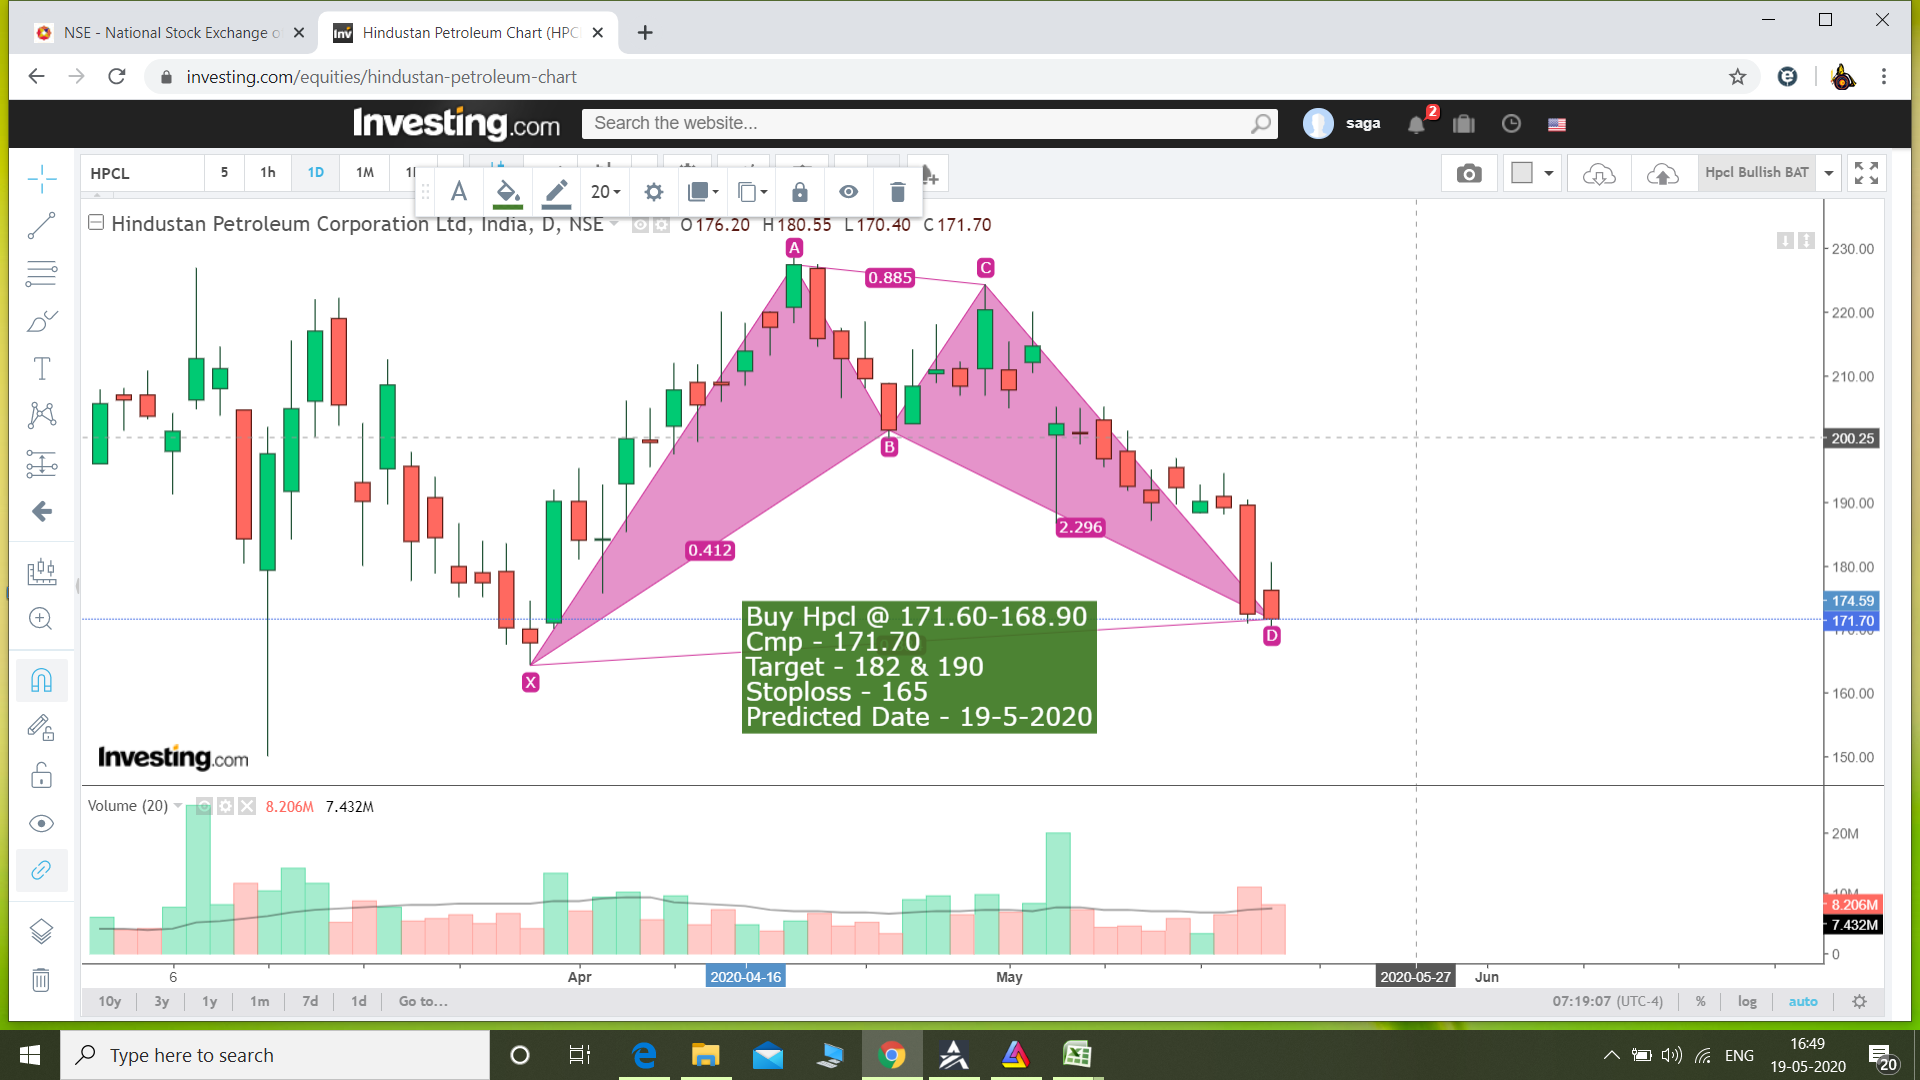 NSE - National Stock Exchange o
Hindustan Petroleum Chart (HPC
investing.com/equities/hindustan-petroleum-chart
Investing.com
Search the website...
saga
2
HPCL
5
1h
1D
1M
20
Hpcl Bullish BAT
Hindustan Petroleum Corporation Ltd, India, D, NSE
O176.20 H180.55 L170.40 C171.70
A
C
0.885
B
0.412
2.296
X
D
Buy Hpcl @ 171.60-168.90
Cmp - 171.70
Target - 182 & 190
Stoploss - 165
Predicted Date - 19-5-2020
230.00
220.00
210.00
200.25
190.00
180.00
174.59
171.70
170.00
160.00
150.00
Investing.com
Volume (20)
8.206M 7.432M
20M
10M
8.206M
7.432M
0
6
Apr
2020-04-16
May
2020-05-27
Jun
10y
3y
1y
1m
7d
1d
Go to...
07:19:07 (UTC-4)
%
log
auto
Type here to search
ENG
16:49
19-05-2020
20